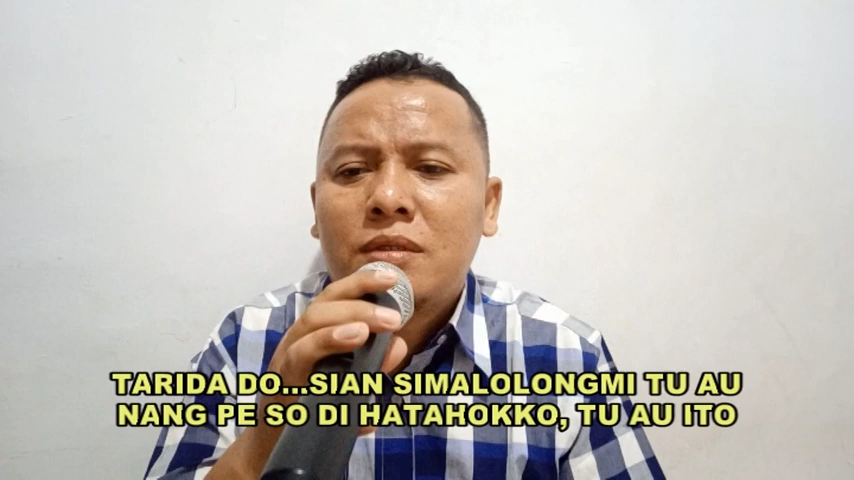 TARIDA DO...SIAN SIMALOLONGMI TU AU
NANG PE SO DI HATAHOKKO, TU AU ITO